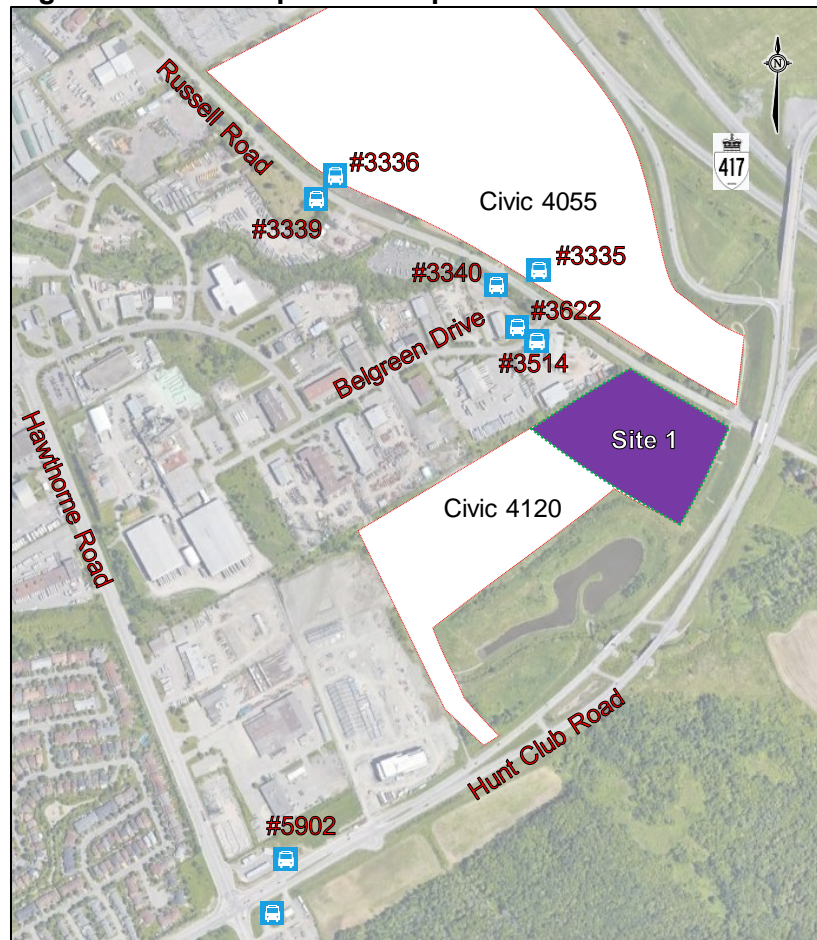 N
417
Russell Road
#3336
#3339
Civic 4055
#3335
#3340
#3622
Belgreen Drive
#3514
Site 1
Hawthorne Road
Civic 4120
Hunt Club Road
#5902